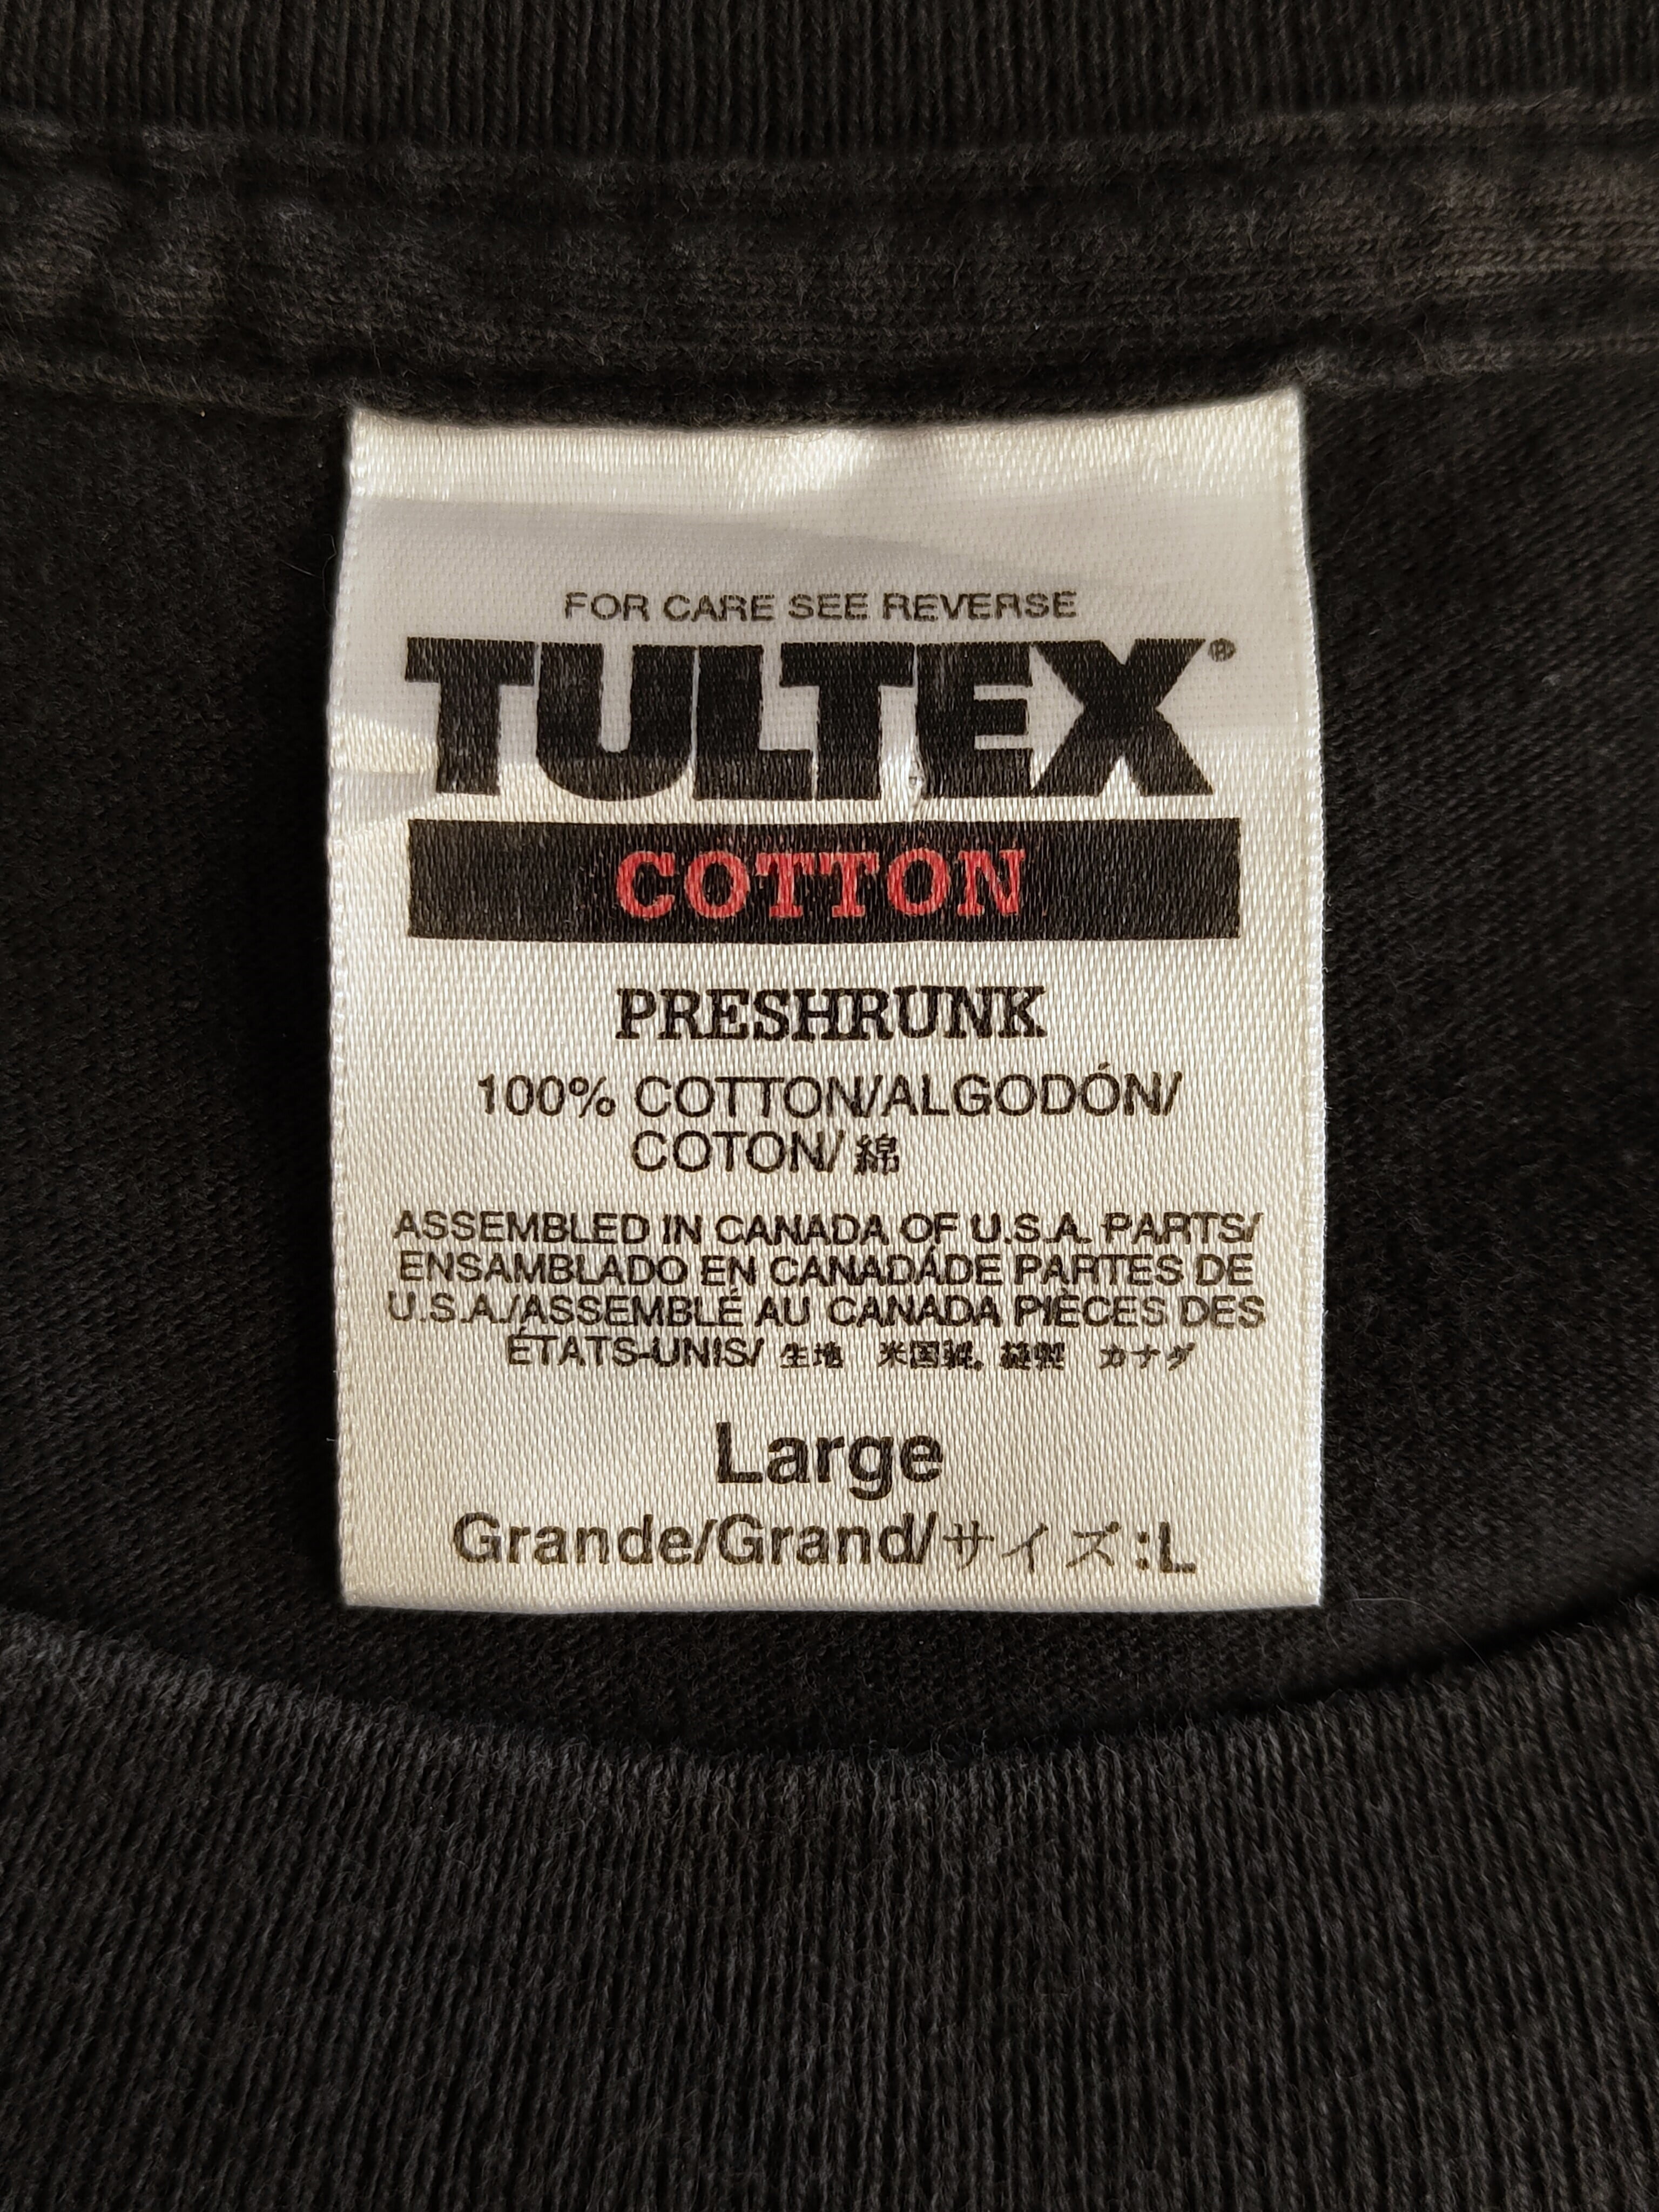 FOR CARE SEE REVERSE
TULTEX®
COTTON
PRESHRUNK
100% COTTON/ALGODÓN/
COTON/綿
ASSEMBLED IN CANADA OF U.S.A. PARTS/
ENSAMBLADO EN CANADÁDE PARTES DE
U.S.A./ASSEMBLÉ AU CANADA PIÈCES DES
ÉTATS-UNIS/ 生地 米国製。縫製 カナダ
Large
Grande/Grand/サイズ:L